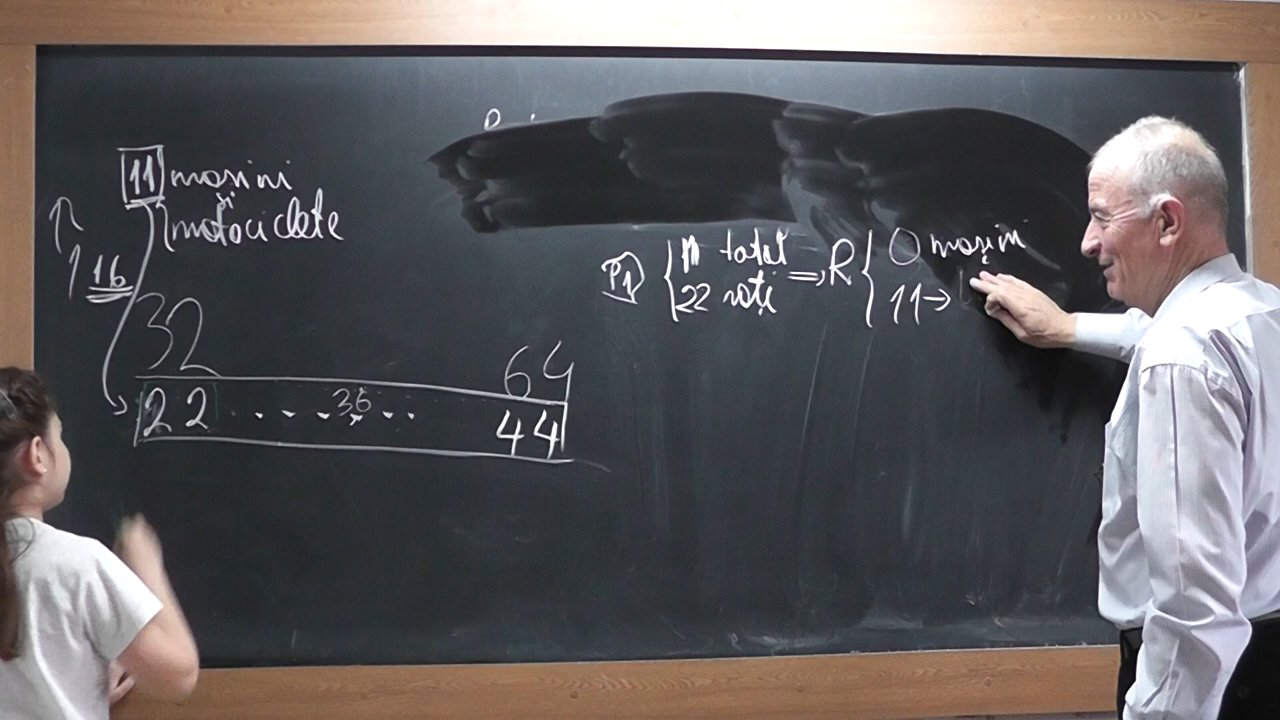 11 mașini
și
motociclete
16
32
64
22 . . . 36 . . 44
P1 { 11 total => R { 0 mașini
22 roți 11 →